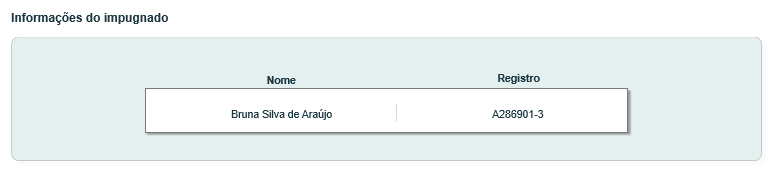 Informações do impugnado
Nome Registro
Bruna Silva de Araújo A286901-3